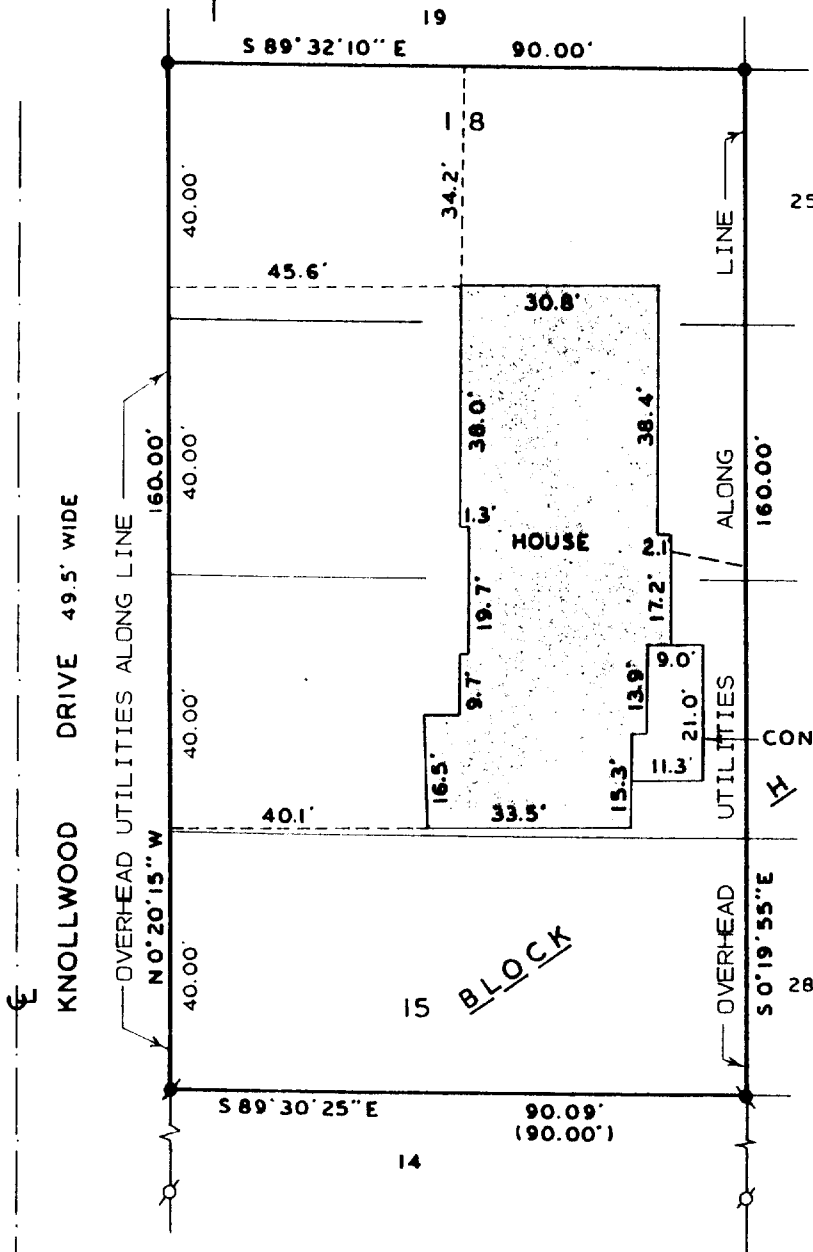 19
S 89° 32' 10" E 90.00'
18
34.2'
40.00'
LINE
25
45.6'
30.8'
38.0'
38.4'
40.00'
160.00'
ALONG
160.00'
1.3'
HOUSE
2.1'
19.7'
17.2'
KNOLLWOOD DRIVE 49.5' WIDE
OVERHEAD UTILITIES ALONG LINE
9.7'
13.9'
9.0'
21.0'
40.00'
UTILITIES
CON
H
16.5'
15.3'
11.3'
40.1'
33.5'
N 0° 20' 15" W
40.00'
15 BLOCK
OVERHEAD
S 0° 19' 55" E
28
℄
S 89° 30' 25" E 90.09'
(90.00')
14